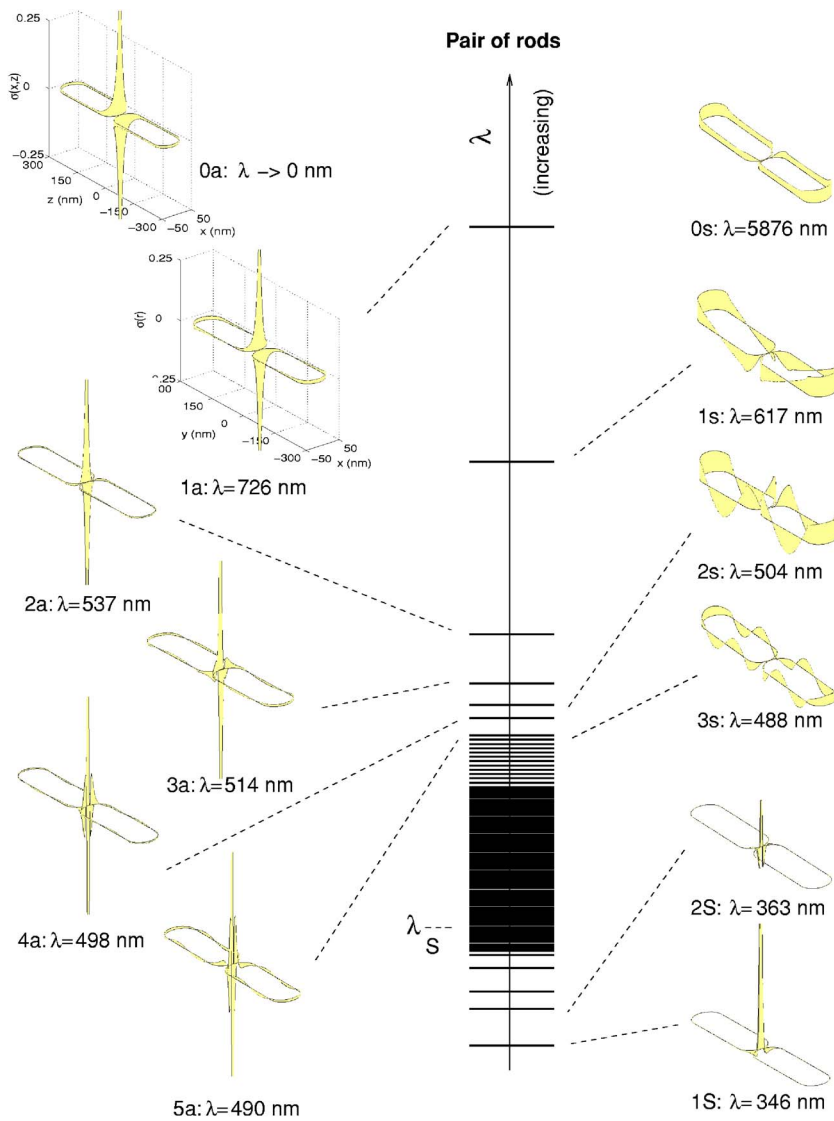 0.25
0
−0.25
σ(x,z)
300
150
0
−150
−300
z (nm)
−50
50
x (nm)
0a: λ −> 0 nm
Pair of rods
λ
(increasing)
0s: λ=5876 nm
0.25
0
σ(r)
150
0
−150
−300
y (nm)
−50
50
x (nm)
1a: λ=726 nm
1s: λ=617 nm
2a: λ=537 nm
2s: λ=504 nm
3a: λ=514 nm
3s: λ=488 nm
4a: λ=498 nm
λS
2S: λ=363 nm
5a: λ=490 nm
1S: λ=346 nm